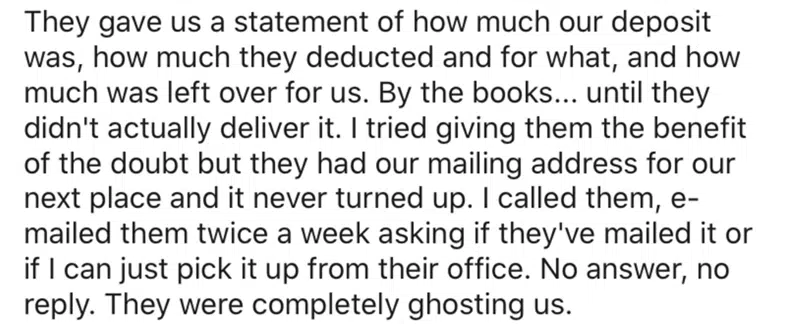 They gave us a statement of how much our deposit
was, how much they deducted and for what, and how
much was left over for us. By the books... until they
didn't actually deliver it. I tried giving them the benefit
of the doubt but they had our mailing address for our
next place and it never turned up. I called them, e-
mailed them twice a week asking if they've mailed it or
if I can just pick it up from their office. No answer, no
reply. They were completely ghosting us.